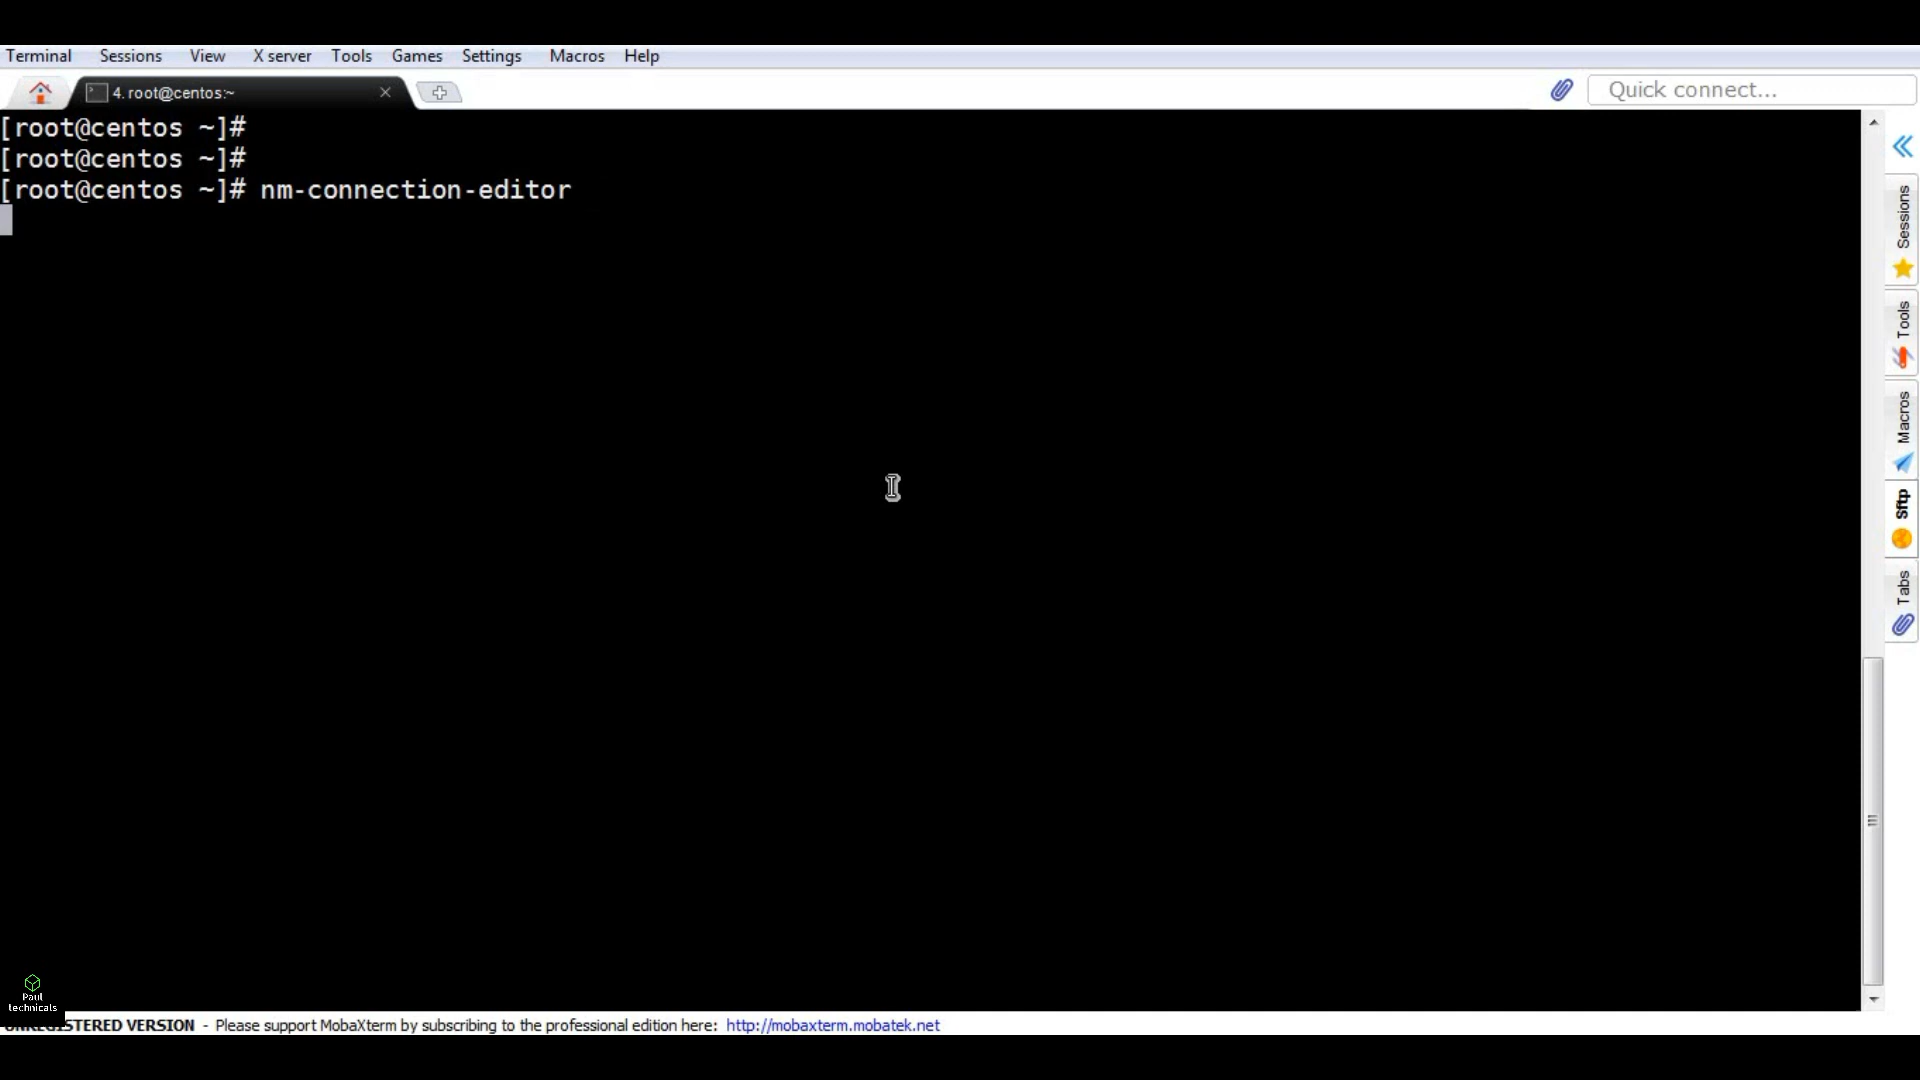 Terminal Sessions View X server Tools Games Settings Macros Help
4. root@centos:~
Quick connect...
[root@centos ~]#
[root@centos ~]#
[root@centos ~]# nm-connection-editor
Sessions
Tools
Macros
Sftp
Tabs
Paul
technicals
UNREGISTERED VERSION - Please support MobaXterm by subscribing to the professional edition here: http://mobaxterm.mobatek.net